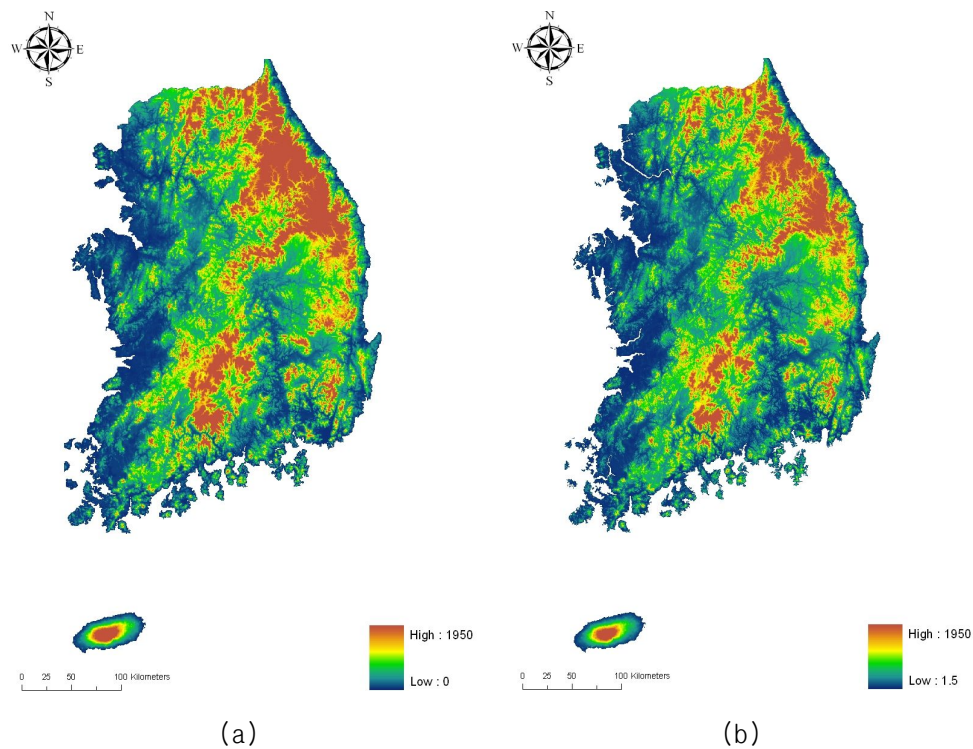 N
W E
S
High : 1950
Low : 0
0 25 50 100 Kilometers
(a)
N
W E
S
High : 1950
Low : 1.5
0 25 50 100 Kilometers
(b)